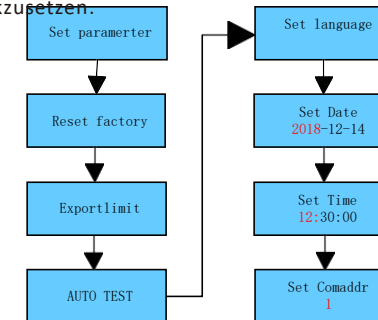 kzusetzen.
Set paramerter
Reset factory
Exportlimit
AUTO TEST
Set language
Set Date
2018-12-14
Set Time
12:30:00
Set Comaddr
1